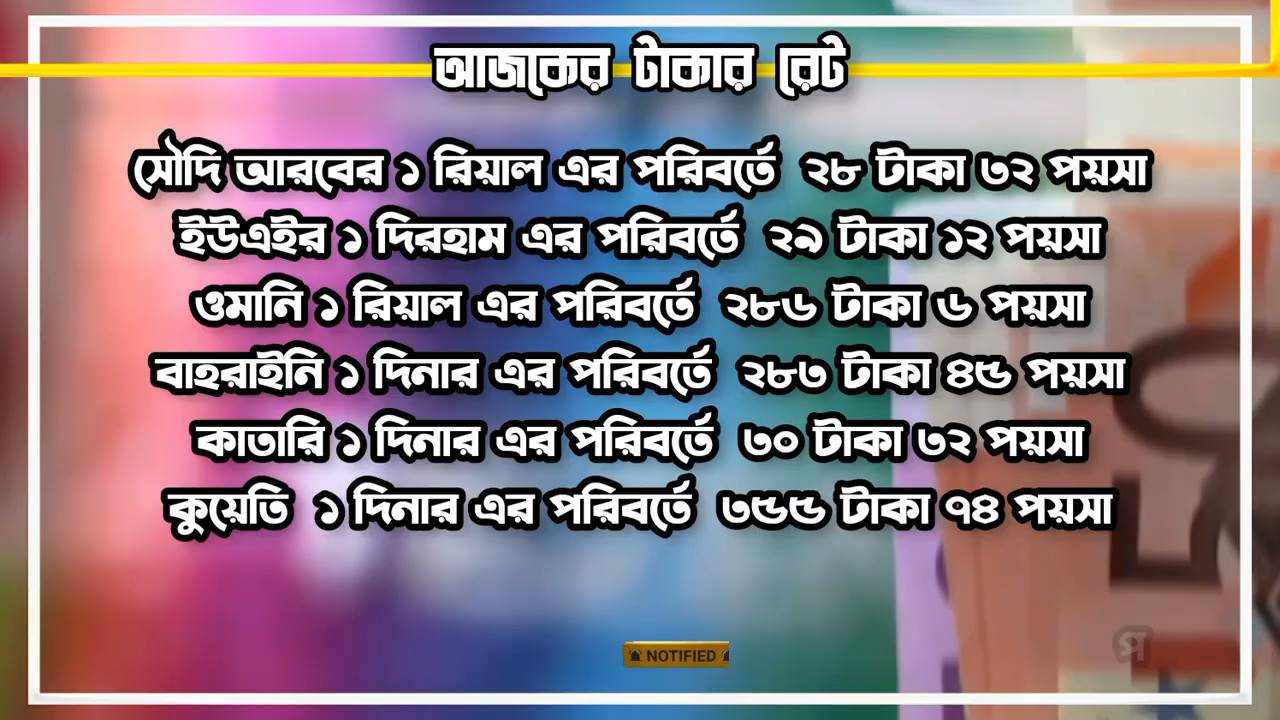 আজকের টাকার রেট
সৌদি আরবের ১ রিয়াল এর পরিবর্তে ২৮ টাকা ৩২ পয়সা
ইউএইর ১ দিরহাম এর পরিবর্তে ২৯ টাকা ১২ পয়সা
ওমানি ১ রিয়াল এর পরিবর্তে ২৮৬ টাকা ৬ পয়সা
বাহরাইনি ১ দিনার এর পরিবর্তে ২৮৩ টাকা ৪৫ পয়সা
কাতারি ১ দিনার এর পরিবর্তে ৩০ টাকা ৩২ পয়সা
কুয়েতি ১ দিনার এর পরিবর্তে ৩৫৫ টাকা ৭৪ পয়সা
NOTIFIED
প